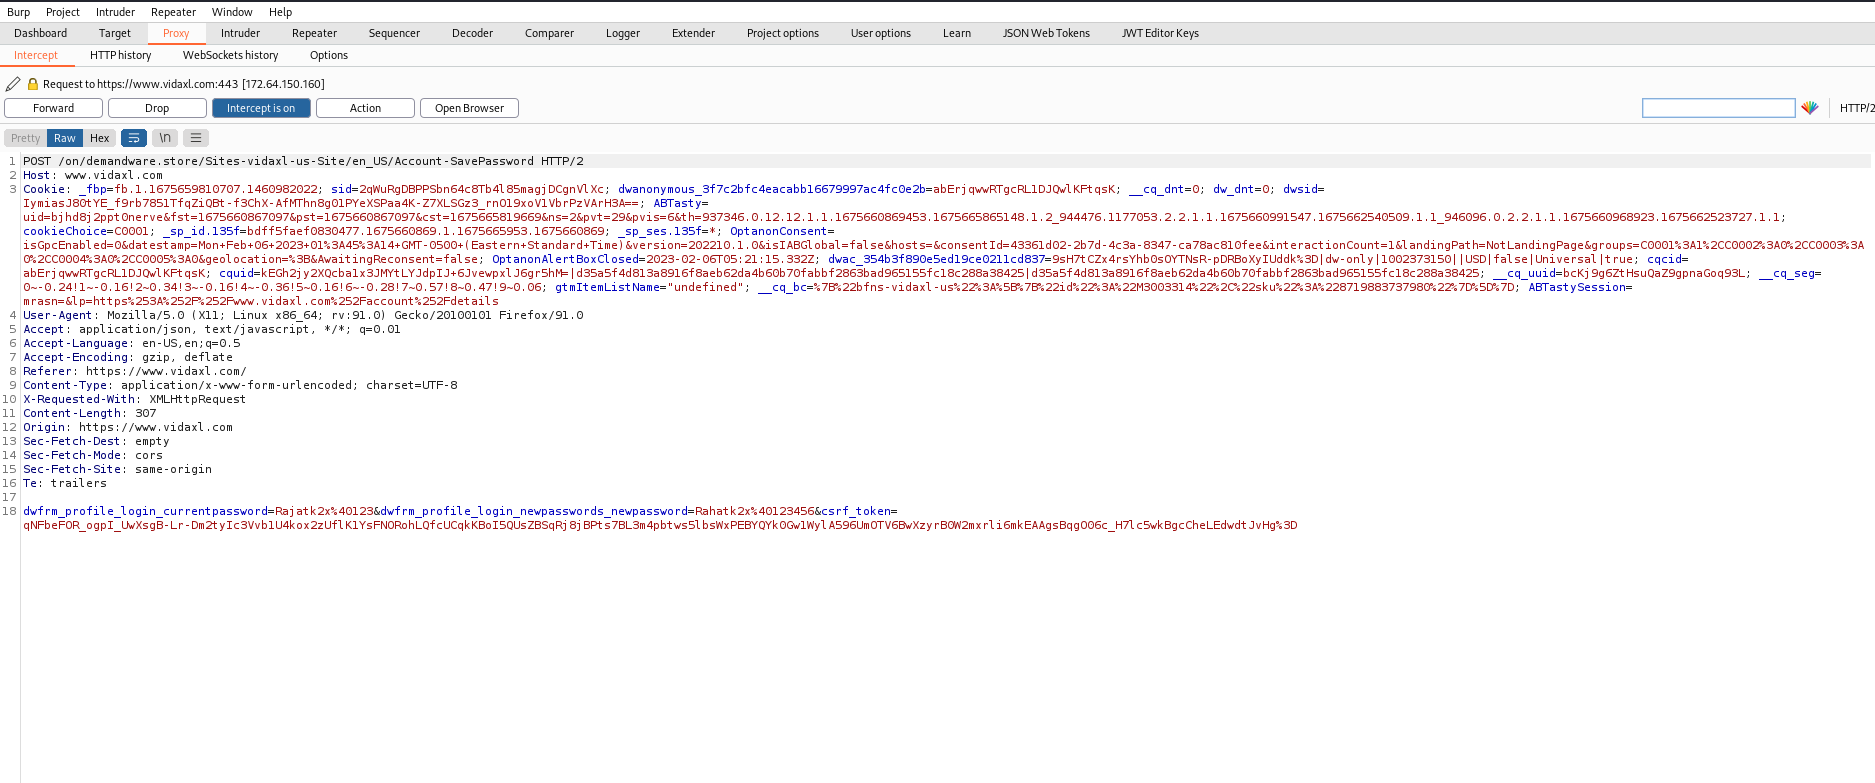 Burp Project Intruder Repeater Window Help
Dashboard Target Proxy Intruder Repeater Sequencer Decoder Comparer Logger Extender Project options User options Learn JSON Web Tokens JWT Editor Keys
Intercept HTTP history WebSockets history Options
Request to https://www.vidaxl.com:443 [172.64.150.160]
Forward Drop Intercept is on Action Open Browser HTTP/2
Pretty Raw Hex \n
1 POST /on/demandware.store/Sites-vidaxl-us-Site/en_US/Account-SavePassword HTTP/2
2 Host: www.vidaxl.com
3 Cookie: _fbp=fb.1.1675659810707.1460982022; sid=2qWuRgDBPPSbn64c8Tb4l85magjDCgnVlXc; dwanonymous_3f7c2bfc4eacabb16679997ac4fc0e2b=abErjqwwRTgcRL1DJQwlKFtqsK; __cq_dnt=0; dw_dnt=0; dwsid=
IymiasJ80tYE_f9rb7851TfqZiQBt-f3ChX-AfMThn8g01PYeXSPaa4K-Z7XLSGz3_rnO19xoV1VbrPzVArH3A==; ABTasty=
uid=bjhd8j2ppt0nerve&fst=1675660867097&pst=1675660867097&cst=1675665819669&ns=2&pvt=29&pvis=6&th=937346.0.12.12.1.1.1675660869453.1675665865148.1.2_944476.1177053.2.2.1.1.1675660991547.1675662540509.1.1_946096.0.2.2.1.1.1675660968923.1675662523727.1.1;
cookieChoice=C0001; _sp_id.135f=bdff5faef0830477.1675660869.1.1675665953.1675660869; _sp_ses.135f=*; OptanonConsent=
isGpcEnabled=0&datestamp=Mon+Feb+06+2023+01%3A45%3A14+GMT-0500+(Eastern+Standard+Time)&version=202210.1.0&isIABGlobal=false&hosts=&consentId=43361d02-2b7d-4c3a-8347-ca78ac810fee&interactionCount=1&landingPath=NotLandingPage&groups=C0001%3A1%2CC0002%3A0%2CC0003%3A
0%2CC0004%3A0%2CC0005%3A0&geolocation=%3B&AwaitingReconsent=false; OptanonAlertBoxClosed=2023-02-06T05:21:15.332Z; dwac_354b3f890e5ed19ce0211cd837=9sH7tCZx4rsYhb0sOYTNsR-pDRBoXyIUddk%3D|dw-only|1002373150||USD|false|Universal|true; cqcid=
abErjqwwRTgcRL1DJQwlKFtqsK; cquid=kEGh2jy2XQcba1x3JMYtLYJdpIJ+6JvewpxlJ6gr5hM=|d35a5f4d813a8916f8aeb62da4b60b70fabbf2863bad965155fc18c288a38425|d35a5f4d813a8916f8aeb62da4b60b70fabbf2863bad965155fc18c288a38425; __cq_uuid=bcKj9g6ZtHsuQaZ9gpnaGoq93L; __cq_seg=
0~-0.24!1~-0.16!2~0.34!3~-0.16!4~-0.36!5~0.16!6~-0.28!7~0.57!8~0.47!9~0.06; gtmItemListName="undefined"; __cq_bc=%7B%22bfns-vidaxl-us%22%3A%5B%7B%22id%22%3A%22M3003314%22%2C%22sku%22%3A%228719883737980%22%7D%5D%7D; ABTastySession=
mrasn=&lp=https%253A%252F%252Fwww.vidaxl.com%252Faccount%252Fdetails
4 User-Agent: Mozilla/5.0 (X11; Linux x86_64; rv:91.0) Gecko/20100101 Firefox/91.0
5 Accept: application/json, text/javascript, */*; q=0.01
6 Accept-Language: en-US,en;q=0.5
7 Accept-Encoding: gzip, deflate
8 Referer: https://www.vidaxl.com/
9 Content-Type: application/x-www-form-urlencoded; charset=UTF-8
10 X-Requested-With: XMLHttpRequest
11 Content-Length: 307
12 Origin: https://www.vidaxl.com
13 Sec-Fetch-Dest: empty
14 Sec-Fetch-Mode: cors
15 Sec-Fetch-Site: same-origin
16 Te: trailers
17
18 dwfrm_profile_login_currentpassword=Rajatk2x%40123&dwfrm_profile_login_newpasswords_newpassword=Rahatk2x%40123456&csrf_token=
qNFbeFOR_ogpI_UwXsgB-Lr-Dm2tyIc3Vvb1U4kox2zUflK1YsFNORohLQfcUCqkKBoI5QUsZBSqRj8jBPts7BL3m4pbtws5lbsWxPEBYQYk0Gw1WylA596UmOTV6BwXzyrB0W2mxrli6mkEAAgsBqgO06c_H7lc5wkBgcCheLEdwdtJvHg%3D